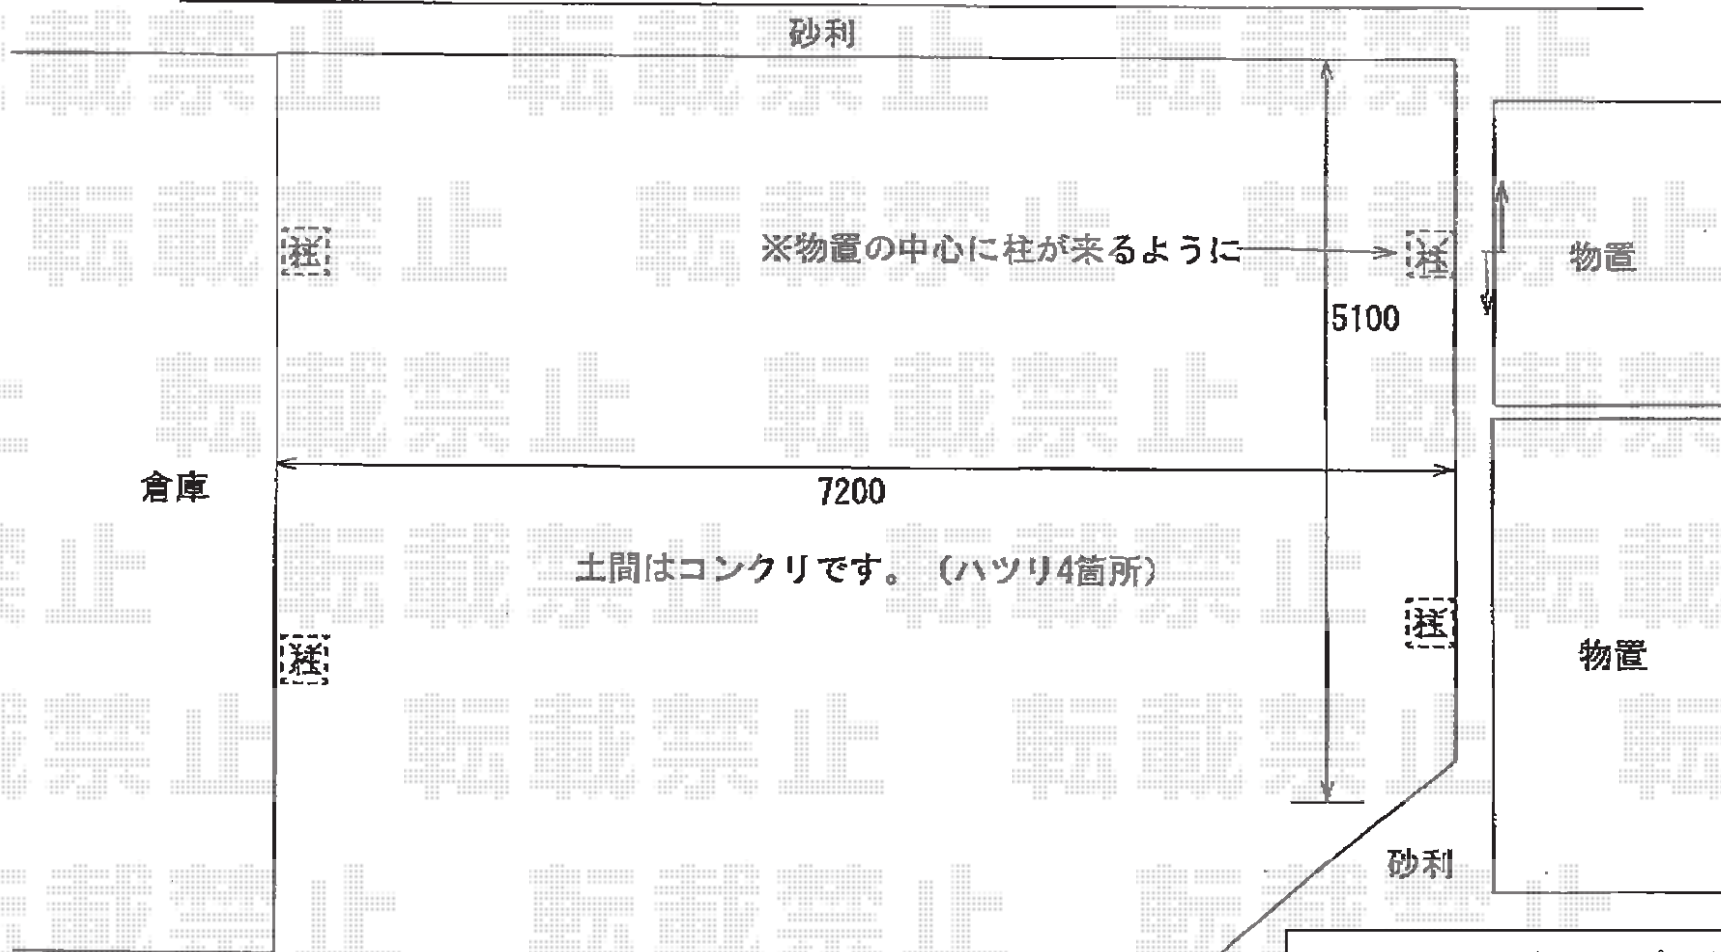 砂利
柱
※物置の中心に柱が来るように
柱
物置
5100
倉庫
7200
土間はコンクリです。（ハツリ4箇所）
柱
柱
物置
砂利
転載禁止